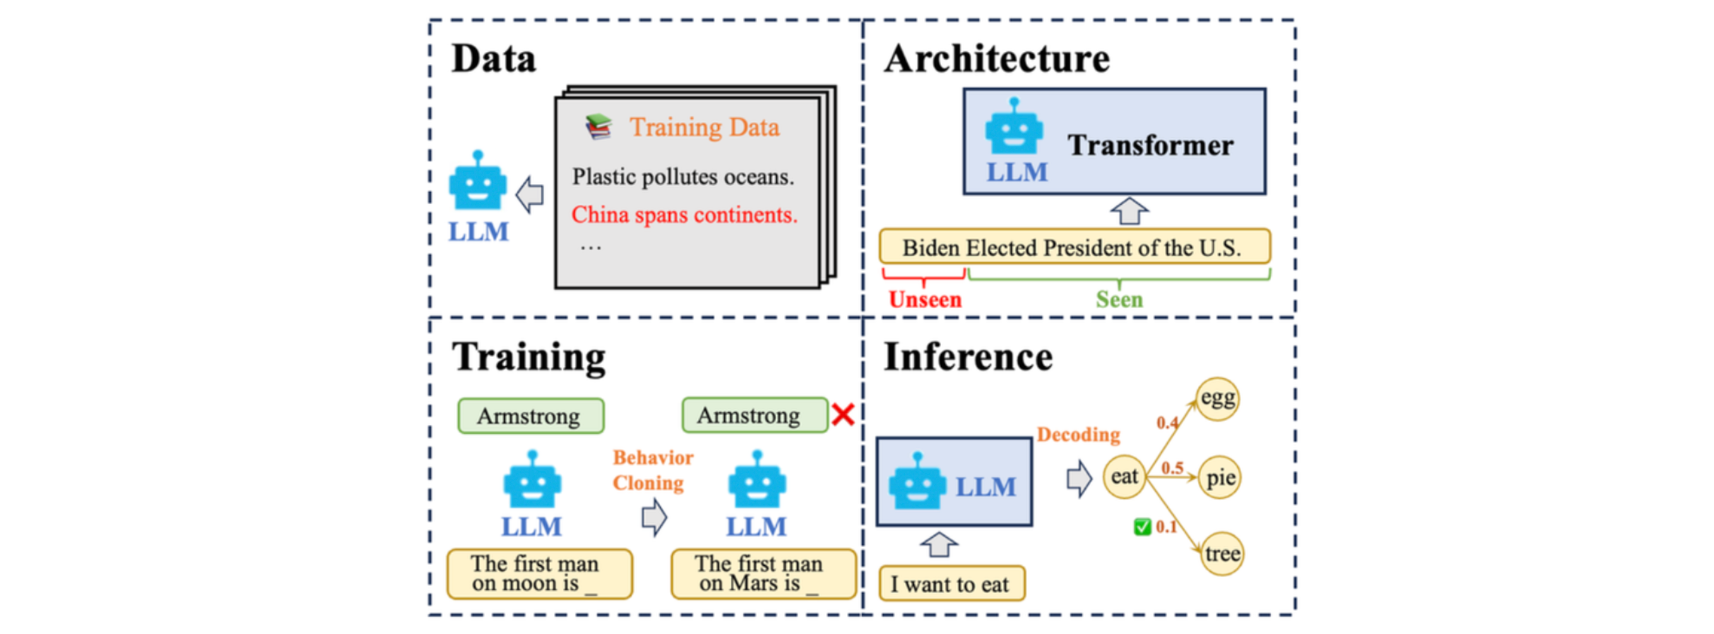 Data
Training Data
Plastic pollutes oceans.
China spans continents.
...
LLM
Architecture
LLM
Transformer
Biden Elected President of the U.S.
Unseen
Seen
Training
Armstrong
LLM
The first man
on moon is _
Behavior
Cloning
Armstrong
LLM
The first man
on Mars is _
Inference
LLM
I want to eat
Decoding
eat
0.4
egg
0.5
pie
0.1
tree